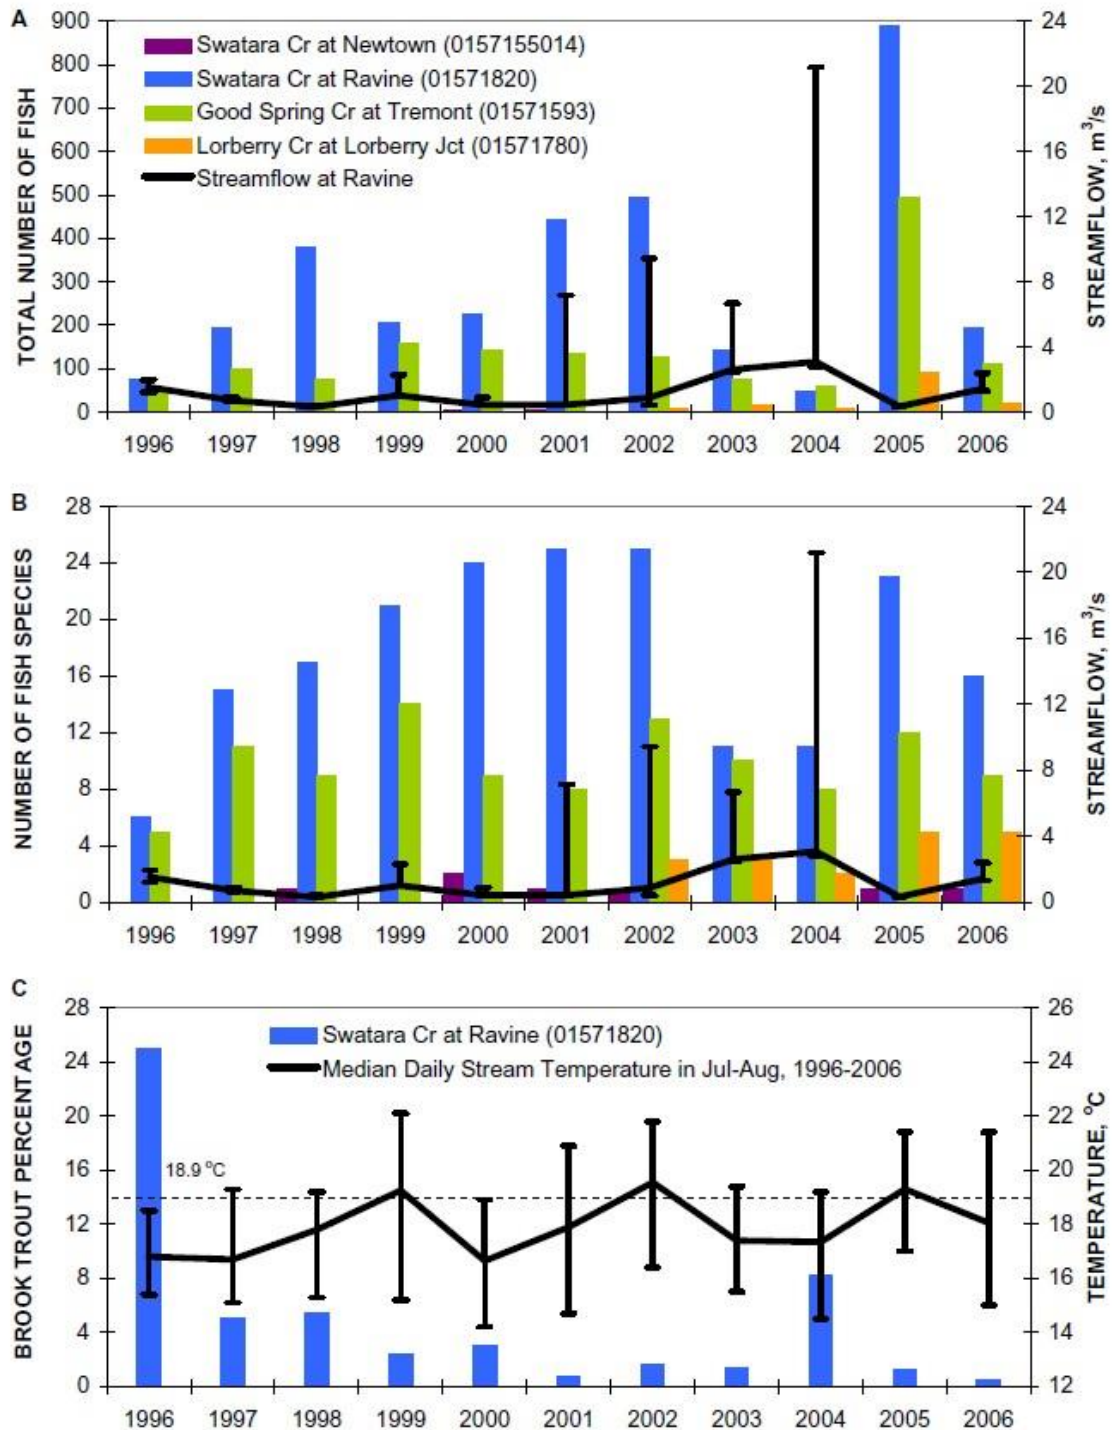 A
TOTAL NUMBER OF FISH
900
800
700
600
500
400
300
200
100
0
Swatara Cr at Newtown (0157155014)
Swatara Cr at Ravine (01571820)
Good Spring Cr at Tremont (01571593)
Lorberry Cr at Lorberry Jct (01571780)
Streamflow at Ravine
24
20
16
12
8
4
0
STREAMFLOW, m³/s
1996 1997 1998 1999 2000 2001 2002 2003 2004 2005 2006
B
NUMBER OF FISH SPECIES
28
24
20
16
12
8
4
0
24
20
16
12
8
4
0
STREAMFLOW, m³/s
1996 1997 1998 1999 2000 2001 2002 2003 2004 2005 2006
C
BROOK TROUT PERCENTAGE
28
24
20
16
12
8
4
0
Swatara Cr at Ravine (01571820)
Median Daily Stream Temperature in Jul-Aug, 1996-2006
18.9 °C
26
24
22
20
18
16
14
12
TEMPERATURE, °C
1996 1997 1998 1999 2000 2001 2002 2003 2004 2005 2006